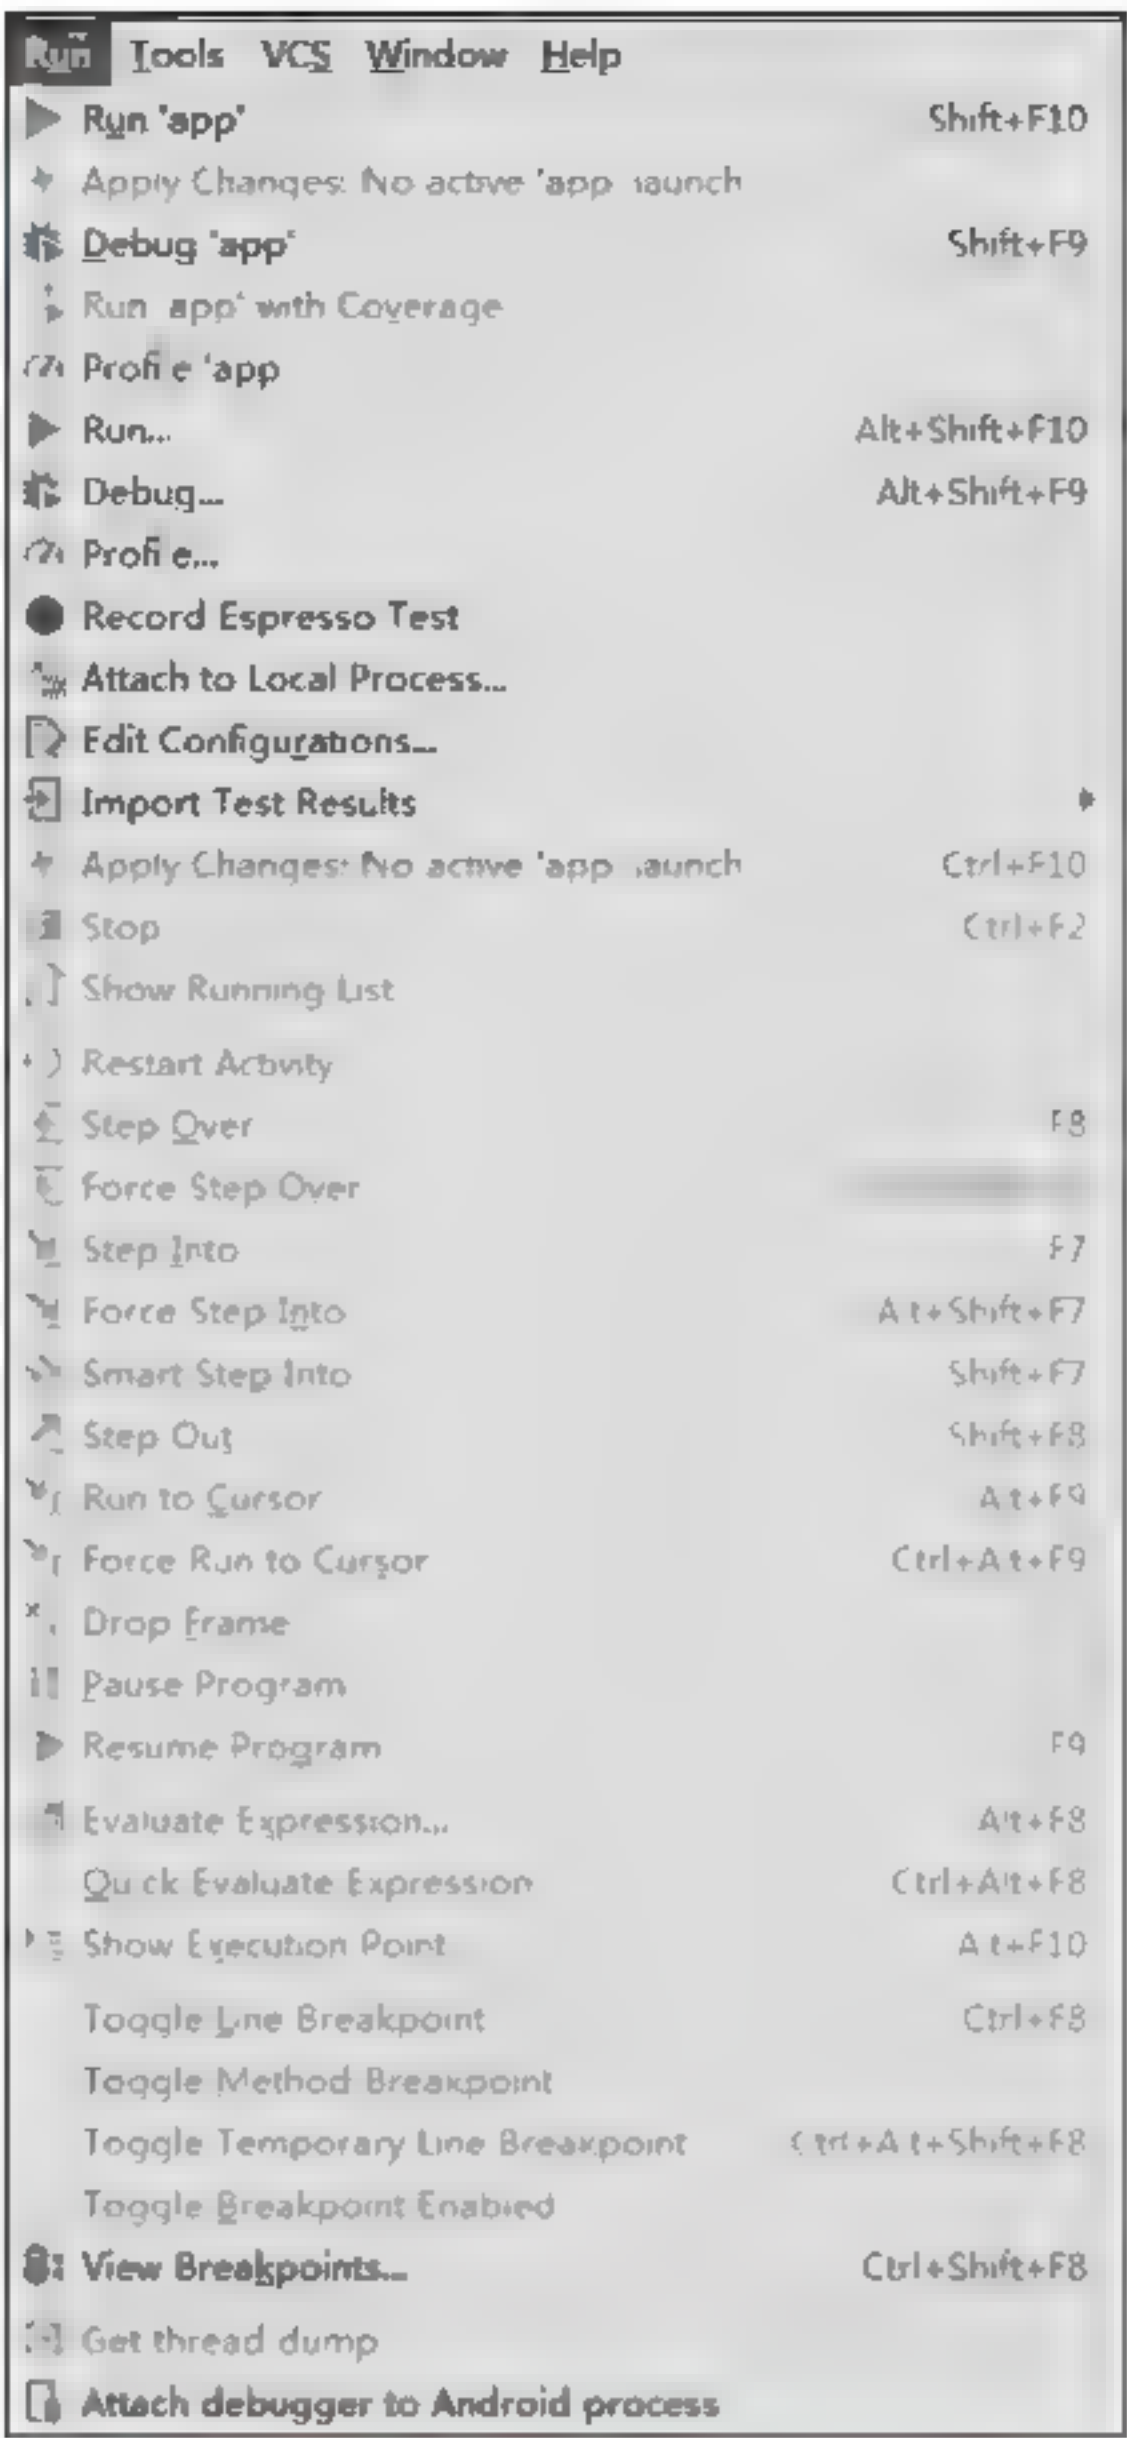 Run Tools VCS Window Help
Run 'app' Shift+F10
Apply Changes: No active 'app' launch
Debug 'app' Shift+F9
Run 'app' with Coverage
Profile 'app'
Run... Alt+Shift+F10
Debug... Alt+Shift+F9
Profile...
Record Espresso Test
Attach to Local Process...
Edit Configurations...
Import Test Results
Apply Changes: No active 'app' launch Ctrl+F10
Stop Ctrl+F2
Show Running List
Restart Activity
Step Over F8
Force Step Over
Step Into F7
Force Step Into Alt+Shift+F7
Smart Step Into Shift+F7
Step Out Shift+F8
Run to Cursor Alt+F9
Force Run to Cursor Ctrl+Alt+F9
Drop Frame
Pause Program
Resume Program F9
Evaluate Expression... Alt+F8
Quick Evaluate Expression Ctrl+Alt+F8
Show Execution Point Alt+F10
Toggle Line Breakpoint Ctrl+F8
Toggle Method Breakpoint
Toggle Temporary Line Breakpoint Ctrl+Alt+Shift+F8
Toggle Breakpoint Enabled
View Breakpoints... Ctrl+Shift+F8
Get thread dump
Attach debugger to Android process